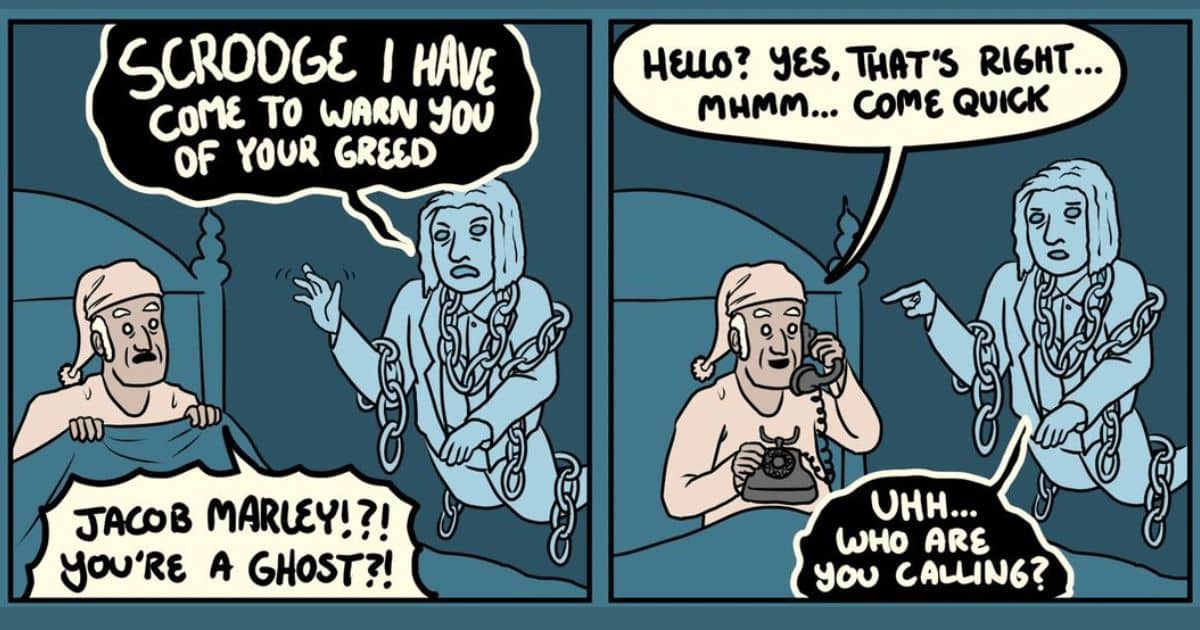 SCROOGE I HAVE
COME TO WARN YOU
OF YOUR GREED
JACOB MARLEY!?!
YOU'RE A GHOST?!
HELLO? YES, THAT'S RIGHT...
MHMM... COME QUICK
UHH...
WHO ARE
YOU CALLING?